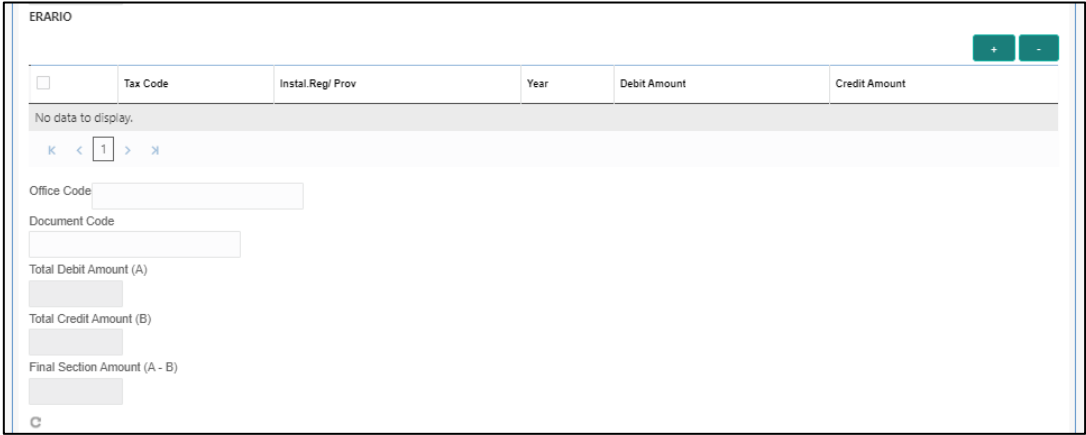 ERARIO
+ -
Tax Code Instal.Reg/ Prov Year Debit Amount Credit Amount
No data to display.
1
Office Code
Document Code
Total Debit Amount (A)
Total Credit Amount (B)
Final Section Amount (A - B)